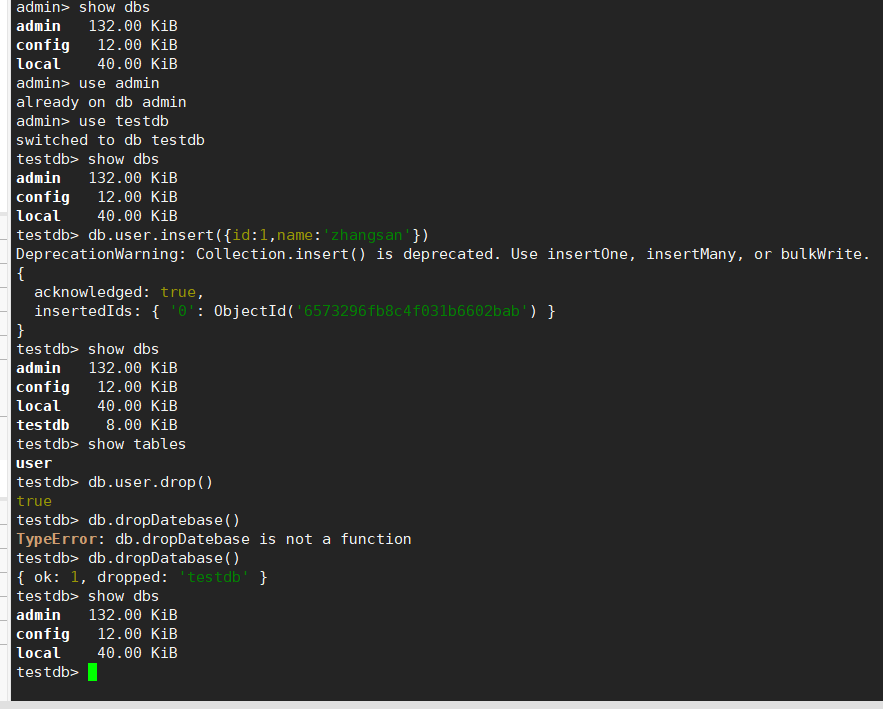 admin> show dbs
admin   132.00 KiB
config   12.00 KiB
local    40.00 KiB
admin> use admin
already on db admin
admin> use testdb
switched to db testdb
testdb> show dbs
admin   132.00 KiB
config   12.00 KiB
local    40.00 KiB
testdb> db.user.insert({id:1,name:'zhangsan'})
DeprecationWarning: Collection.insert() is deprecated. Use insertOne, insertMany, or bulkWrite.
{
  acknowledged: true,
  insertedIds: { '0': ObjectId('6573296fb8c4f031b6602bab') }
}
testdb> show dbs
admin   132.00 KiB
config   12.00 KiB
local    40.00 KiB
testdb    8.00 KiB
testdb> show tables
user
testdb> db.user.drop()
true
testdb> db.dropDatebase()
TypeError: db.dropDatebase is not a function
testdb> db.dropDatabase()
{ ok: 1, dropped: 'testdb' }
testdb> show dbs
admin   132.00 KiB
config   12.00 KiB
local    40.00 KiB
testdb>